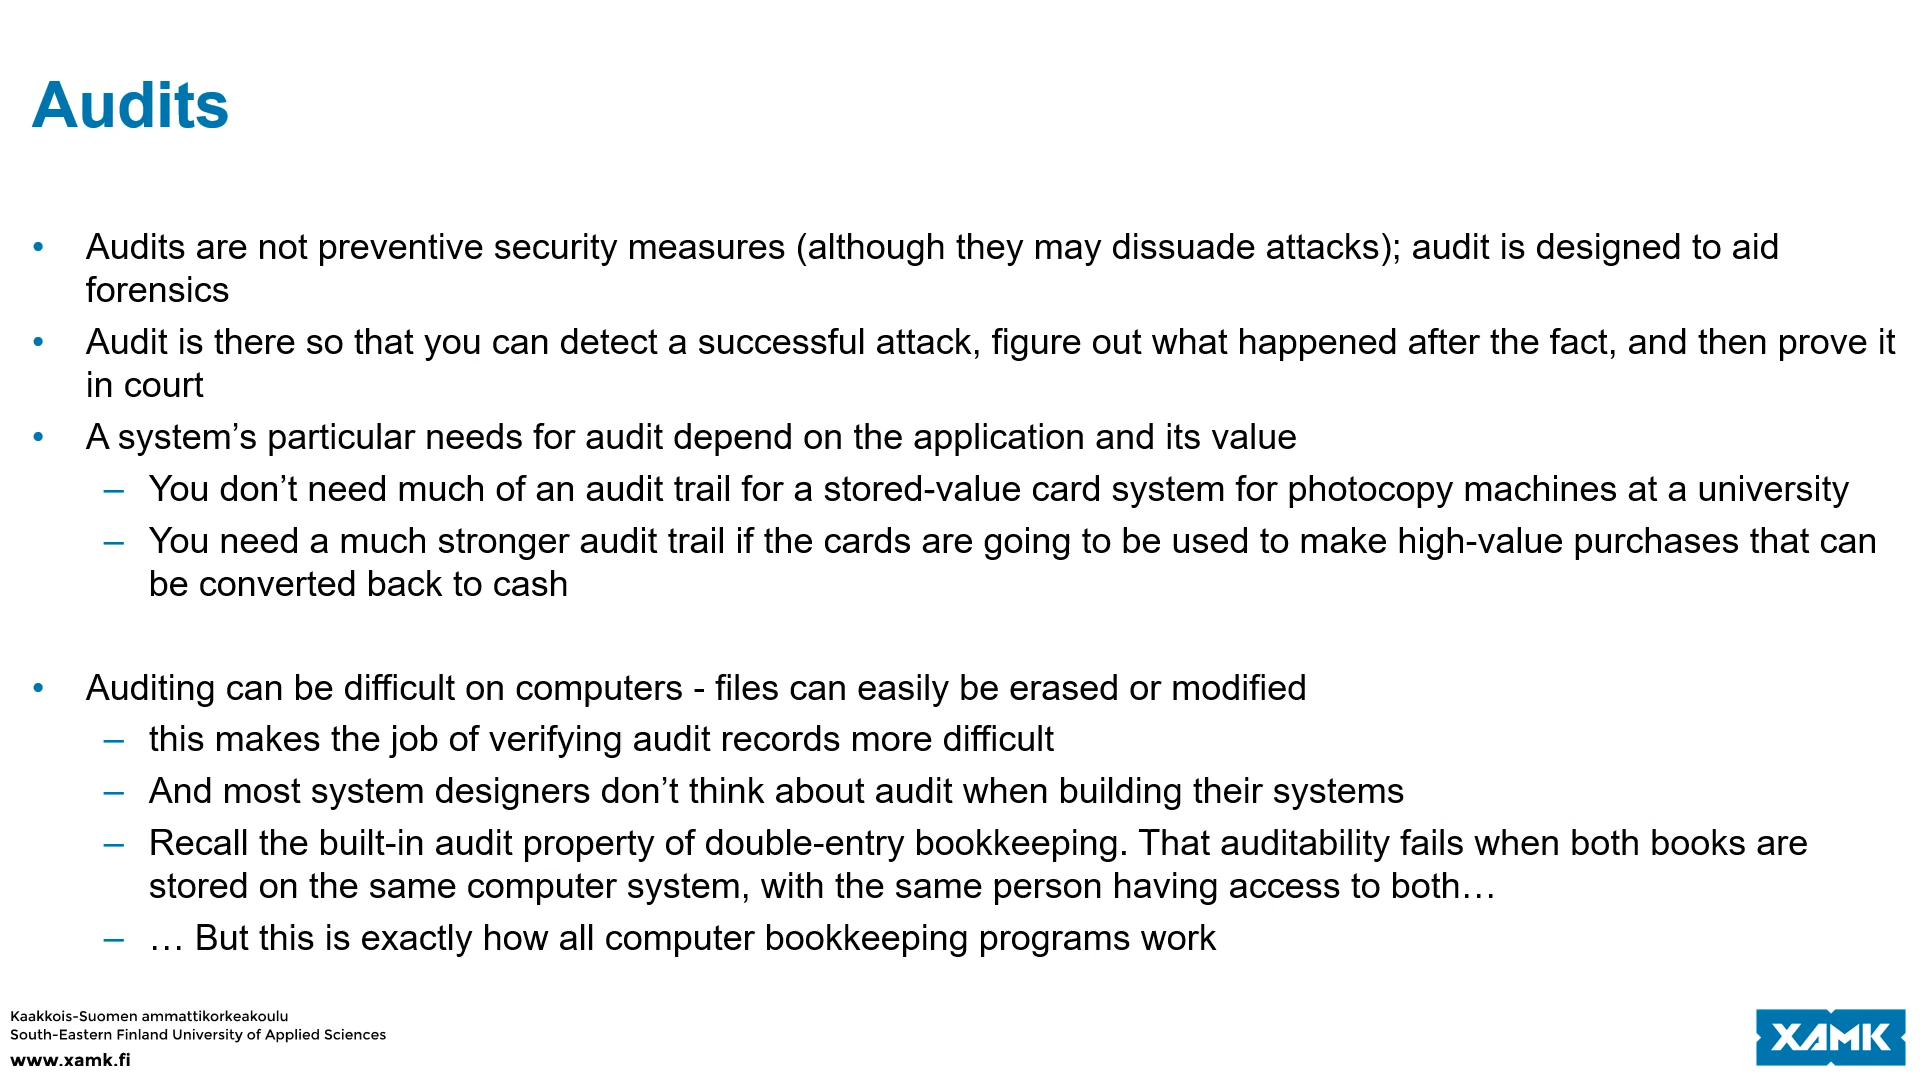 Audits
• Audits are not preventive security measures (although they may dissuade attacks); audit is designed to aid
forensics
• Audit is there so that you can detect a successful attack, figure out what happened after the fact, and then prove it
in court
• A system’s particular needs for audit depend on the application and its value
– You don’t need much of an audit trail for a stored-value card system for photocopy machines at a university
– You need a much stronger audit trail if the cards are going to be used to make high-value purchases that can
be converted back to cash
• Auditing can be difficult on computers - files can easily be erased or modified
– this makes the job of verifying audit records more difficult
– And most system designers don’t think about audit when building their systems
– Recall the built-in audit property of double-entry bookkeeping. That auditability fails when both books are
stored on the same computer system, with the same person having access to both…
– … But this is exactly how all computer bookkeeping programs work
Kaakkois-Suomen ammattikorkeakoulu
South-Eastern Finland University of Applied Sciences
www.xamk.fi
XAMK